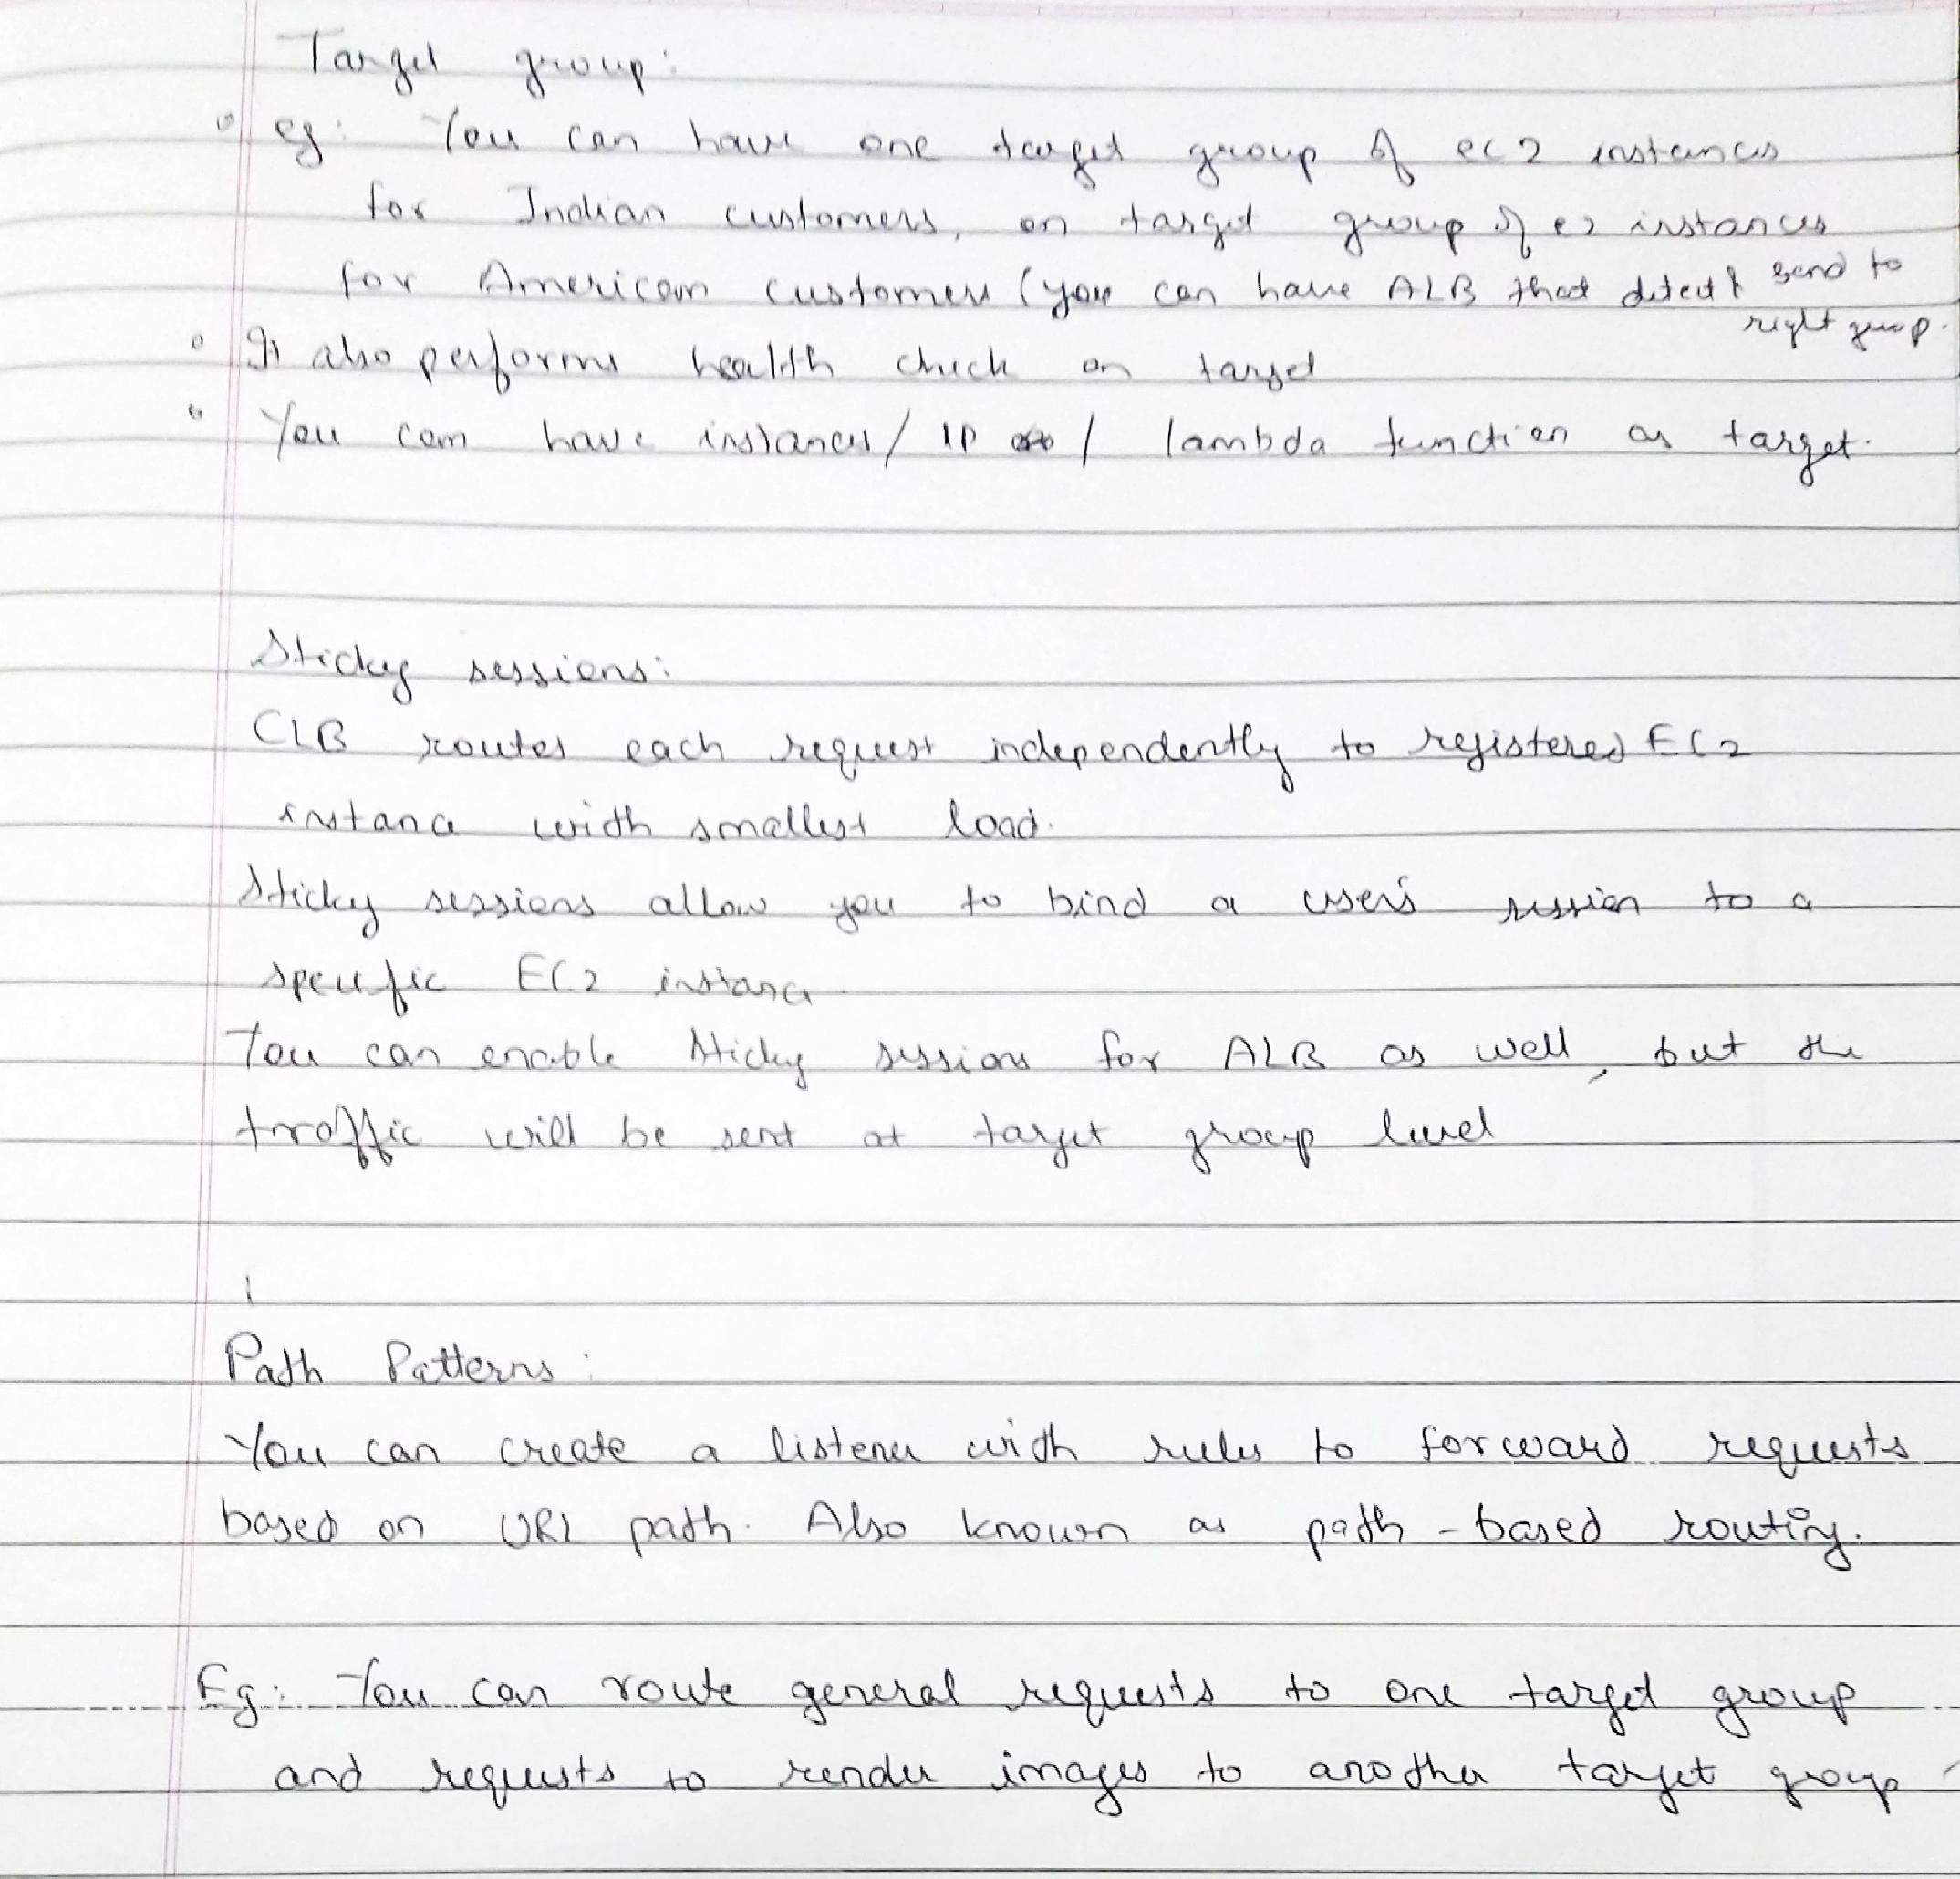 Target group:
eg: You can have one target group of ec2 instances
for Indian customers, on target group of e2 instances
for American customers (you can have ALB that detect & send to
right group.
It also performs health check on target
You can have instances / IP / lambda function as target.
Sticky sessions:
CLB routes each request independently to registered EC2
instance with smallest load.
Sticky sessions allow you to bind a user's session to a
specific EC2 instance
You can enable sticky sessions for ALB as well, but the
traffic will be sent at target group level
Path Patterns:
You can create a listener with rules to forward requests
based on URL path. Also known as path-based routing.
Eg: You can route general requests to one target group
and requests to render images to another target group